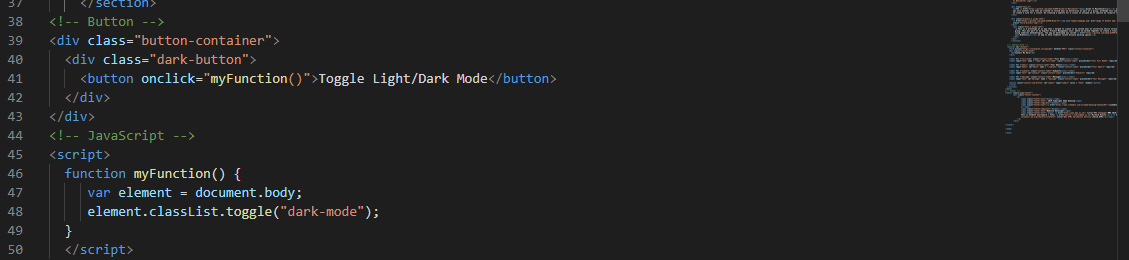 37 </section>
38 <!-- Button -->
39 <div class="button-container">
40 <div class="dark-button">
41 <button onclick="myFunction()">Toggle Light/Dark Mode</button>
42 </div>
43 </div>
44 <!-- JavaScript -->
45 <script>
46 function myFunction() {
47 var element = document.body;
48 element.classList.toggle("dark-mode");
49 }
50 </script>